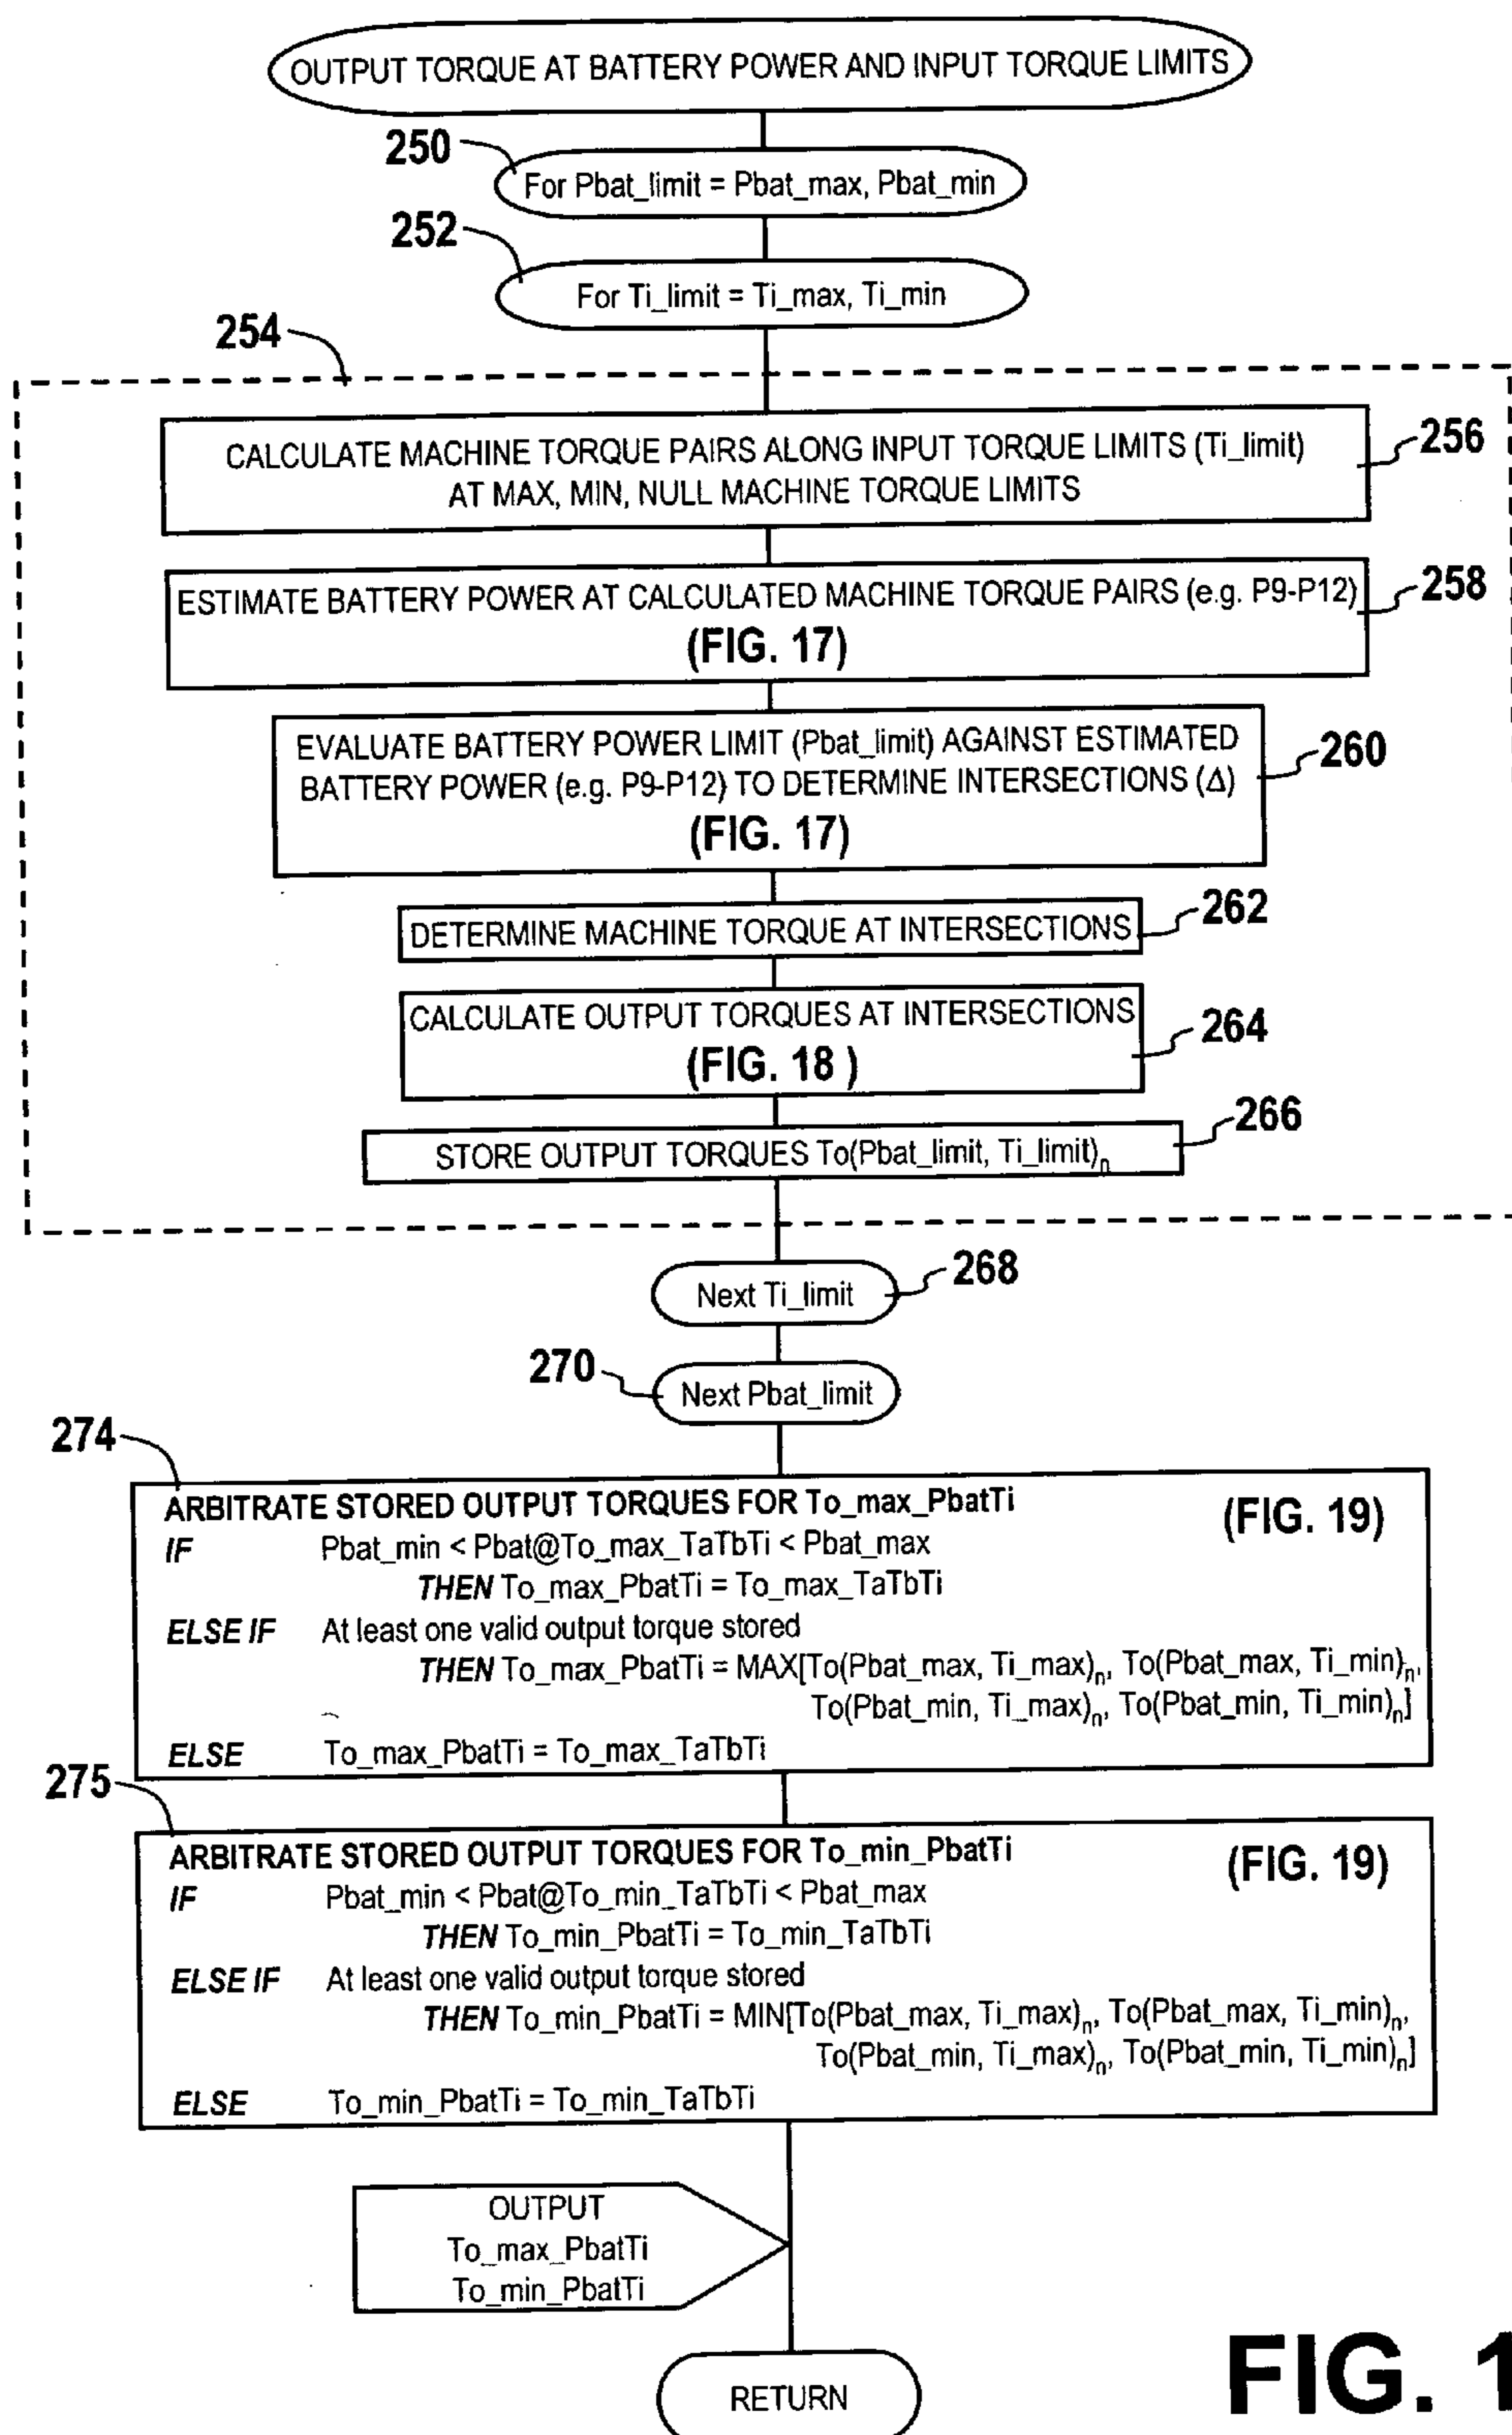 OUTPUT TORQUE AT BATTERY POWER AND INPUT TORQUE LIMITS
250
For Pbat_limit = Pbat_max, Pbat_min
252
For Ti_limit = Ti_max, Ti_min
254
CALCULATE MACHINE TORQUE PAIRS ALONG INPUT TORQUE LIMITS (Ti_limit)
AT MAX, MIN, NULL MACHINE TORQUE LIMITS
256
ESTIMATE BATTERY POWER AT CALCULATED MACHINE TORQUE PAIRS (e.g. P9-P12)
(FIG. 17)
258
EVALUATE BATTERY POWER LIMIT (Pbat_limit) AGAINST ESTIMATED
BATTERY POWER (e.g. P9-P12) TO DETERMINE INTERSECTIONS (Δ)
(FIG. 17)
260
DETERMINE MACHINE TORQUE AT INTERSECTIONS
262
CALCULATE OUTPUT TORQUES AT INTERSECTIONS
(FIG. 18 )
264
STORE OUTPUT TORQUES To(Pbat_limit, Ti_limit)n
266
Next Ti_limit
268
270
Next Pbat_limit
274
ARBITRATE STORED OUTPUT TORQUES FOR To_max_PbatTi (FIG. 19)
IF Pbat_min < Pbat@To_max_TaTbTi < Pbat_max
THEN To_max_PbatTi = To_max_TaTbTi
ELSE IF At least one valid output torque stored
THEN To_max_PbatTi = MAX[To(Pbat_max, Ti_max)n, To(Pbat_max, Ti_min)n,
To(Pbat_min, Ti_max)n, To(Pbat_min, Ti_min)n]
ELSE To_max_PbatTi = To_max_TaTbTi
275
ARBITRATE STORED OUTPUT TORQUES FOR To_min_PbatTi (FIG. 19)
IF Pbat_min < Pbat@To_min_TaTbTi < Pbat_max
THEN To_min_PbatTi = To_min_TaTbTi
ELSE IF At least one valid output torque stored
THEN To_min_PbatTi = MIN[To(Pbat_max, Ti_max)n, To(Pbat_max, Ti_min)n,
To(Pbat_min, Ti_max)n, To(Pbat_min, Ti_min)n]
ELSE To_min_PbatTi = To_min_TaTbTi
OUTPUT
To_max_PbatTi
To_min_PbatTi
RETURN
FIG. 1